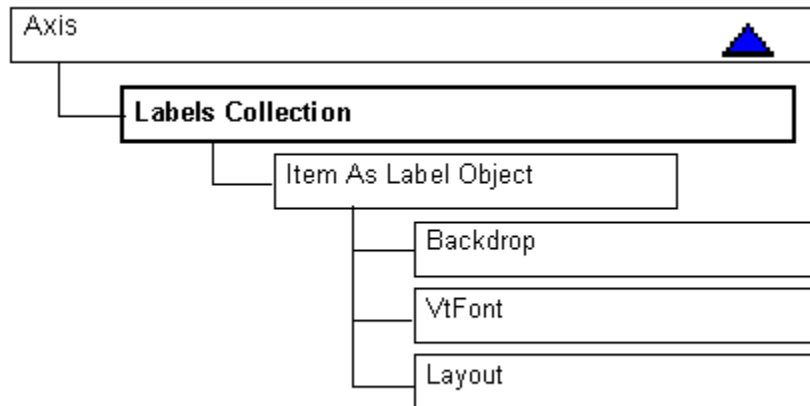 Axis
Labels Collection
Item As Label Object
Backdrop
VtFont
Layout